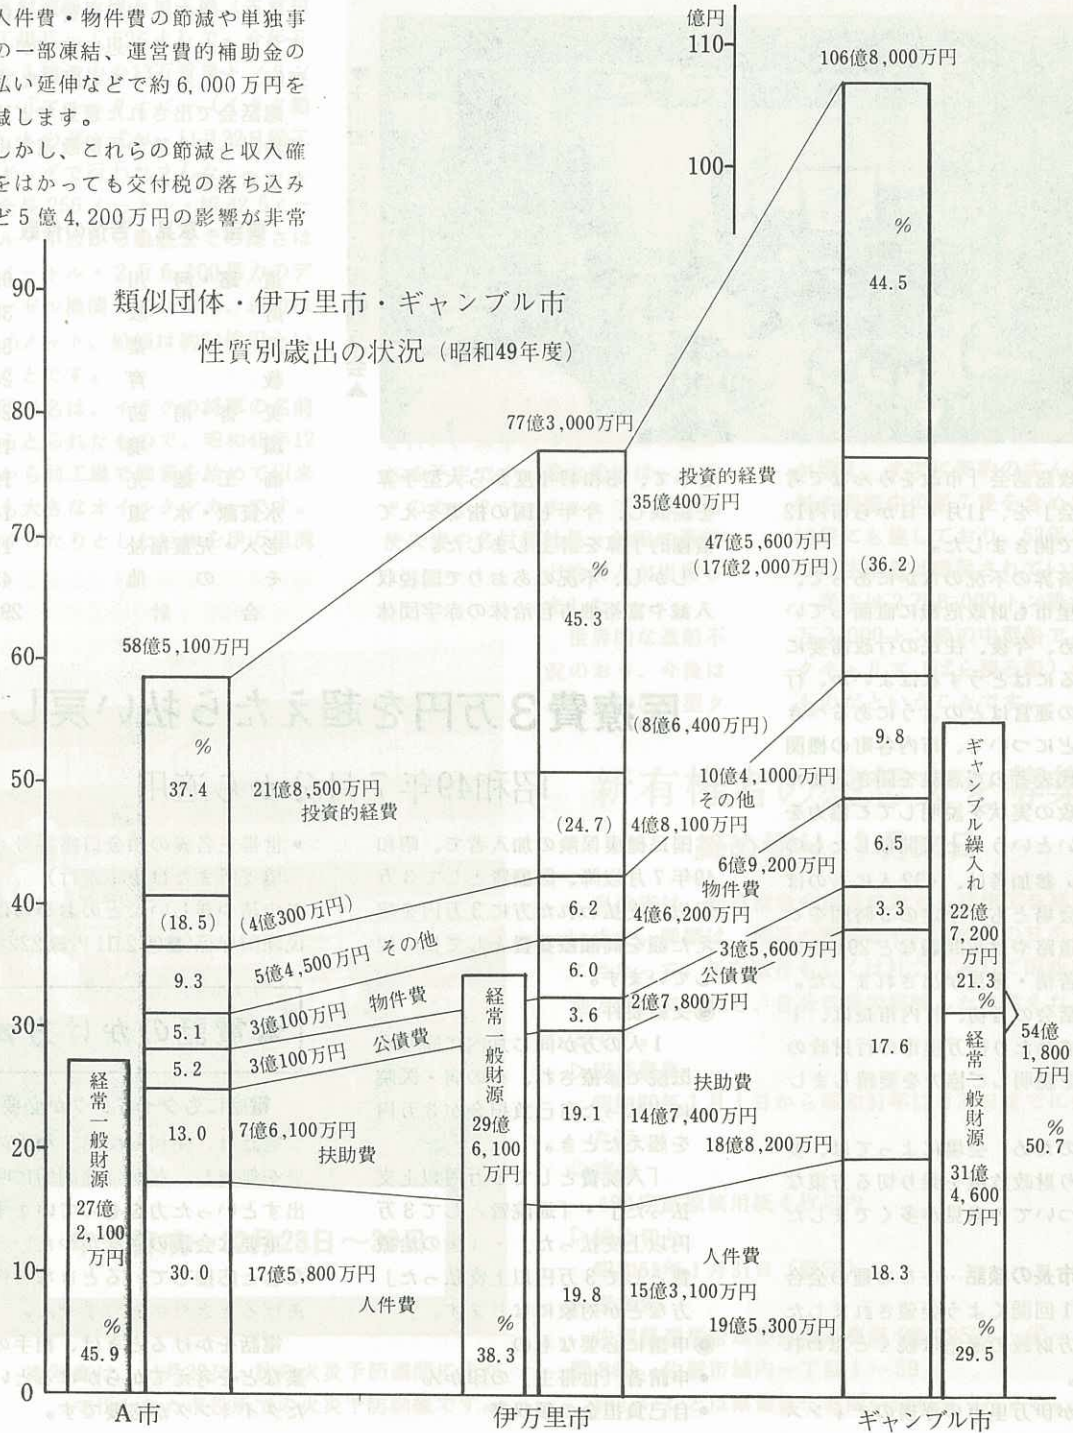 人件費・物件費の節減や単独事
の一部凍結、運営費的補助金の
払い延伸などで約6,000万円を
減します。
しかし、これらの節減と収入確
をはかっても交付税の落ち込み
ど5億4,200万円の影響が非常
類似団体・伊万里市・ギャンブル市
性質別歳出の状況(昭和49年度)
億円
110
100
90
80
70
60
50
40
30
20
10
0
58億5,100万円
%
37.4
(18.5)
9.3
5.1
5.2
13.0
30.0
21億8,500万円
投資的経費
(4億300万円)
5億4,500万円 その他
3億100万円 物件費
3億100万円 公債費
7億6,100万円
扶助費
17億5,800万円
人件費
経常一般財源
27億
2,100
万円
%
45.9
A市
77億3,000万円
%
45.3
(24.7)
6.2
6.0
3.6
19.1
19.8
投資的経費
35億400万円
47億5,600万円
(17億2,000万円)
(8億6,400万円)
10億4,1000万円
その他
4億8,100万円
6億9,200万円
物件費
4億6,200万円
3億5,600万円
公債費
2億7,800万円
扶助費
14億7,400万円
18億8,200万円
人件費
15億3,100万円
19億5,300万円
経常一般財源
29億
6,100
万円
%
38.3
伊万里市
106億8,000万円
%
44.5
(36.2)
9.8
6.5
3.3
17.6
18.3
ギャンブル繰入れ
22億
7,200
万円
21.3
%
経常一般財源
31億
4,600
万円
%
29.5
54億
1,800
万円
%
50.7
ギャンブル市